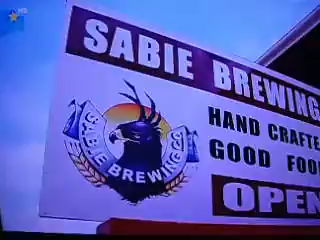 SABIE BREWING
HAND CRAFTE
GOOD FOO
OPEN
SABIE
BREWING CO